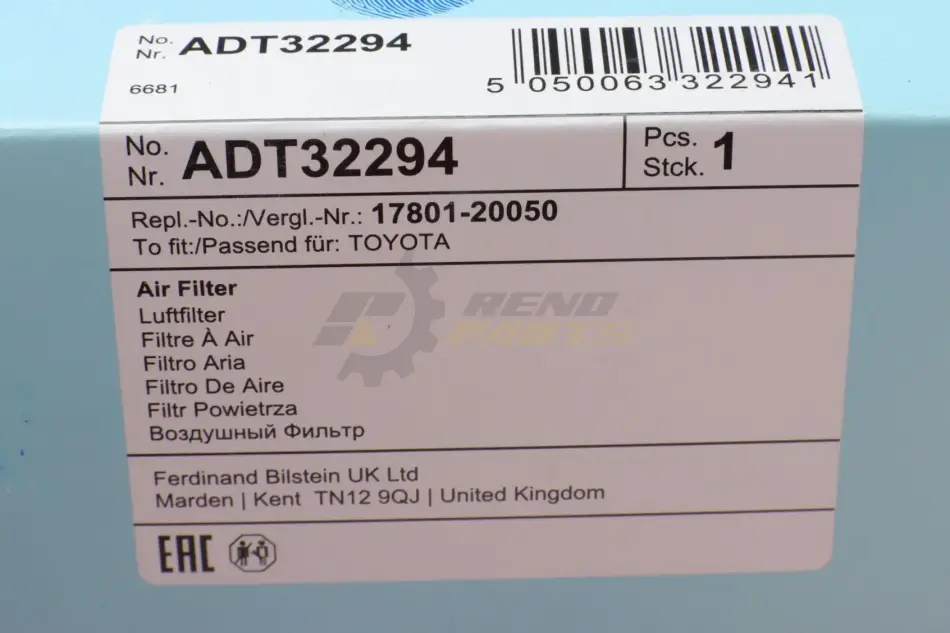 No.
Nr. ADT32294
6681
5 050063 322941
No.
Nr. ADT32294
Pcs.
Stck. 1
Repl.-No.:/Vergl.-Nr.: 17801-20050
To fit:/Passend für: TOYOTA
Air Filter
Luftfilter
Filtre À Air
Filtro Aria
Filtro De Aire
Filtr Powietrza
Воздушный Фильтр
RENO
PARTS
Ferdinand Bilstein UK Ltd
Marden | Kent TN12 9QJ | United Kingdom
EAC